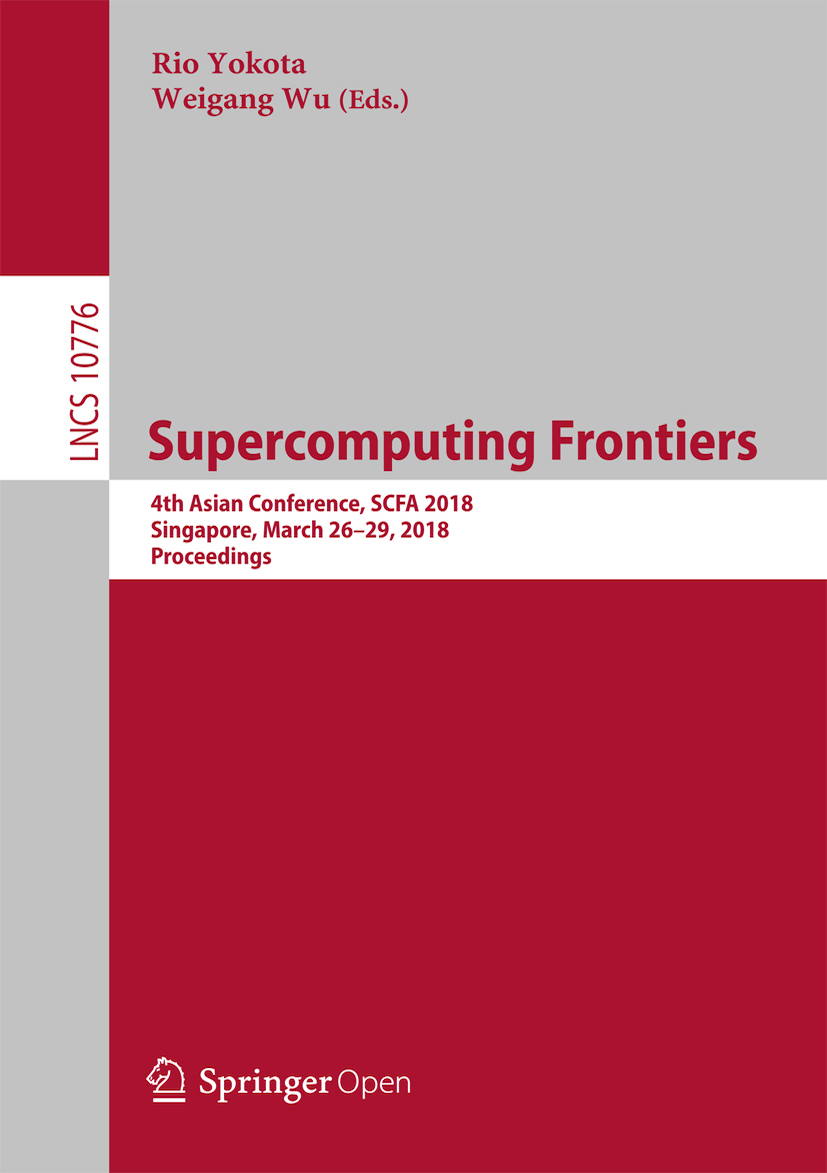 Rio Yokota
Weigang Wu (Eds.)
LNCS 10776
Supercomputing Frontiers
4th Asian Conference, SCFA 2018
Singapore, March 26–29, 2018
Proceedings
Springer Open